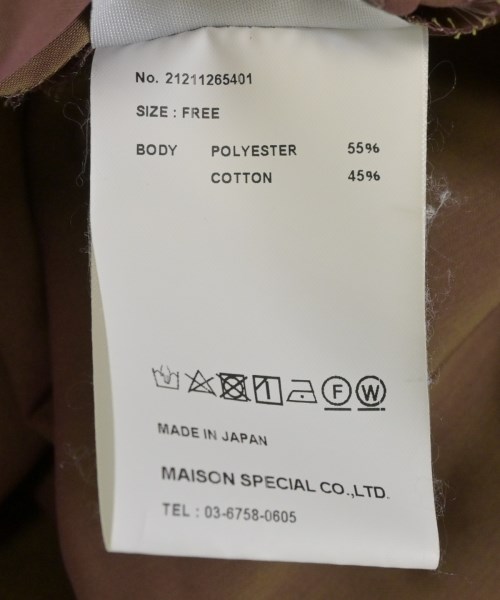 No. 21211265401
SIZE : FREE
BODY POLYESTER 55%
COTTON 45%
F W
MADE IN JAPAN
MAISON SPECIAL CO.,LTD.
TEL : 03-6758-0605